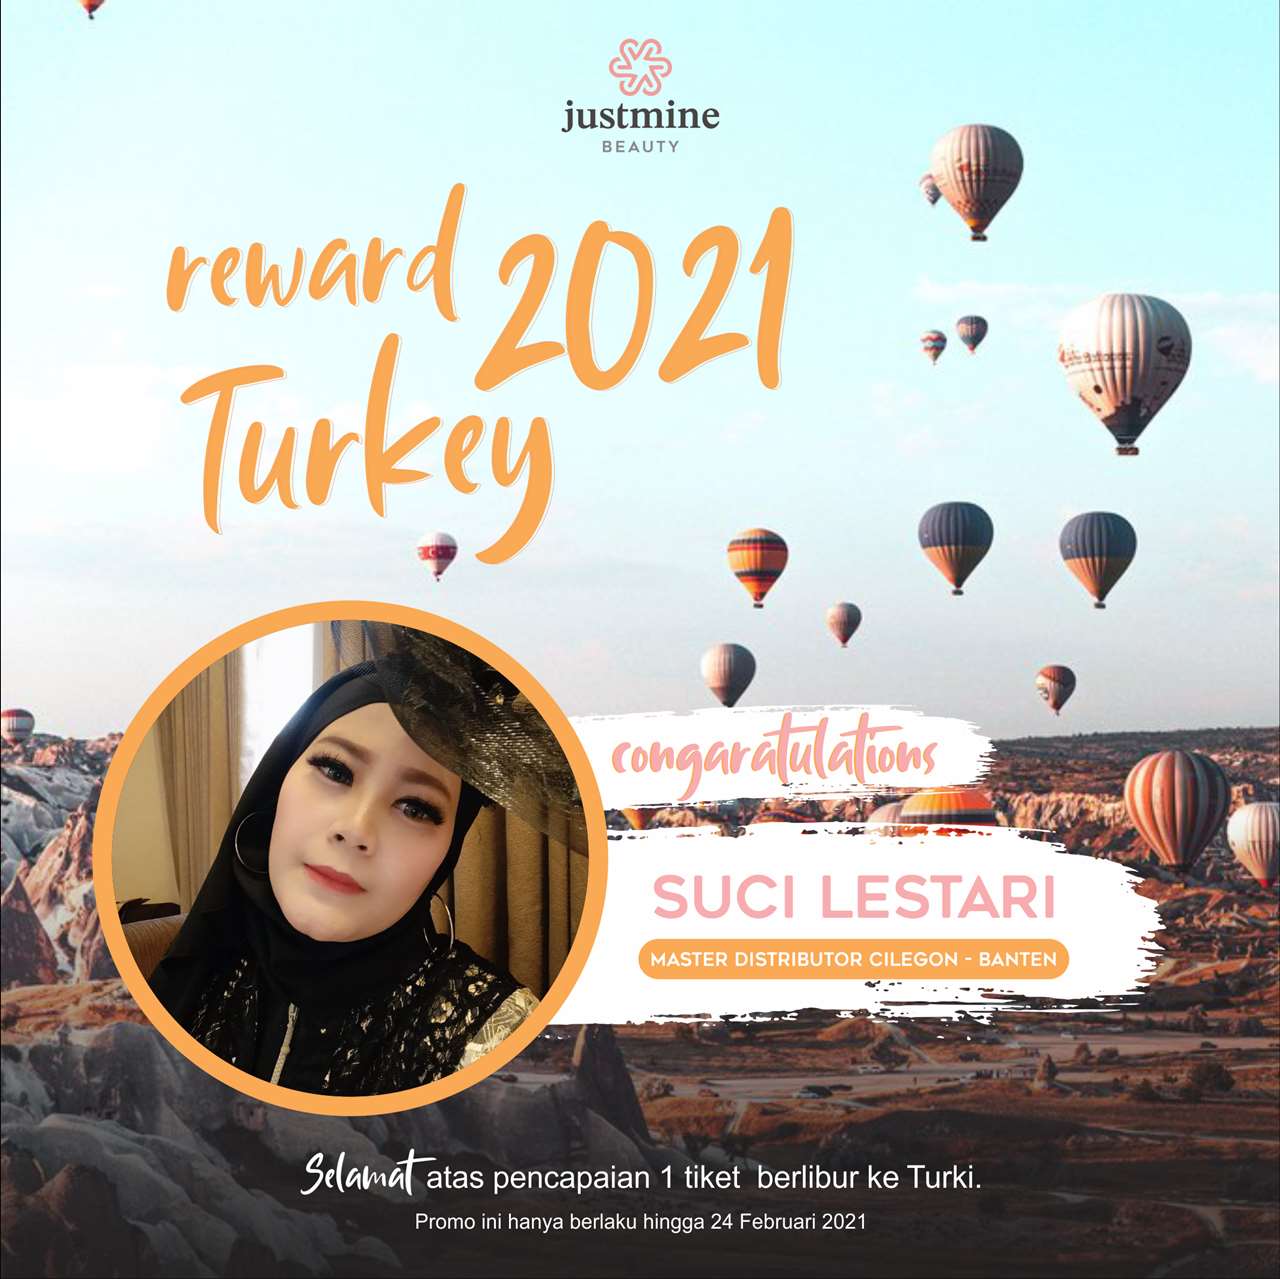 justmine
BEAUTY
reward 2021
Turkey
congaratulations
SUCI LESTARI
MASTER DISTRIBUTOR CILEGON - BANTEN
Selamat atas pencapaian 1 tiket berlibur ke Turki.
Promo ini hanya berlaku hingga 24 Februari 2021